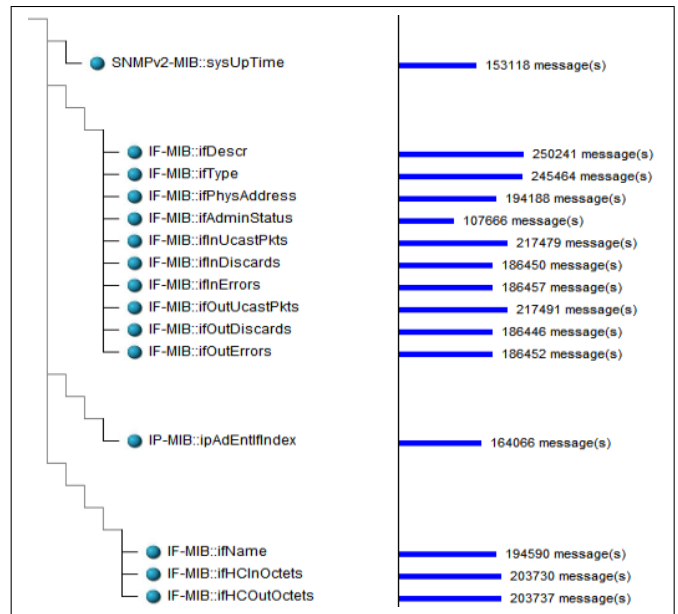 SNMPv2-MIB::sysUpTime 153118 message(s)
IF-MIB::ifDescr 250241 message(s)
IF-MIB::ifType 245464 message(s)
IF-MIB::ifPhysAddress 194188 message(s)
IF-MIB::ifAdminStatus 107666 message(s)
IF-MIB::ifInUcastPkts 217479 message(s)
IF-MIB::ifInDiscards 186450 message(s)
IF-MIB::ifInErrors 186457 message(s)
IF-MIB::ifOutUcastPkts 217491 message(s)
IF-MIB::ifOutDiscards 186446 message(s)
IF-MIB::ifOutErrors 186452 message(s)
IP-MIB::ipAdEntIfIndex 164066 message(s)
IF-MIB::ifName 194590 message(s)
IF-MIB::ifHCInOctets 203730 message(s)
IF-MIB::ifHCOutOctets 203737 message(s)